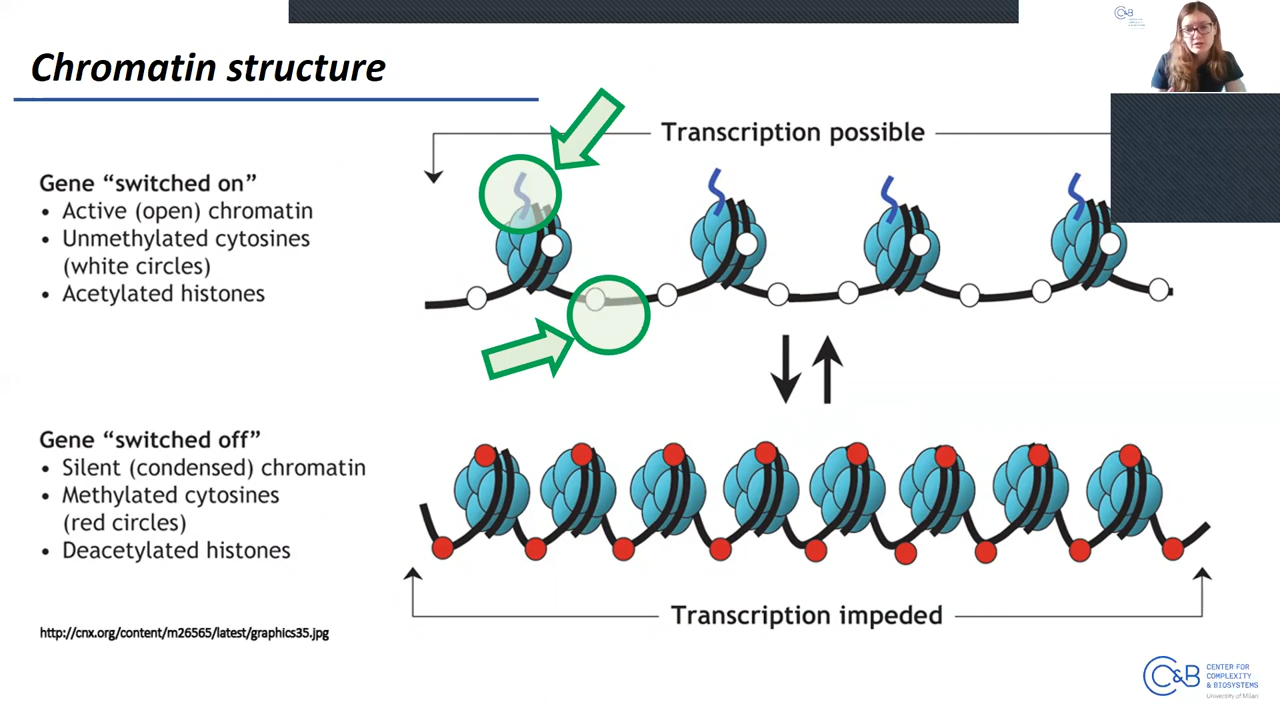 Chromatin structure
Transcription possible
Gene “switched on”
• Active (open) chromatin
• Unmethylated cytosines
(white circles)
• Acetylated histones
Gene “switched off”
• Silent (condensed) chromatin
• Methylated cytosines
(red circles)
• Deacetylated histones
Transcription impeded
http://cnx.org/content/m26565/latest/graphics35.jpg
C&B
CENTER FOR
COMPLEXITY
& BIOSYSTEMS
University of Milan
C&B